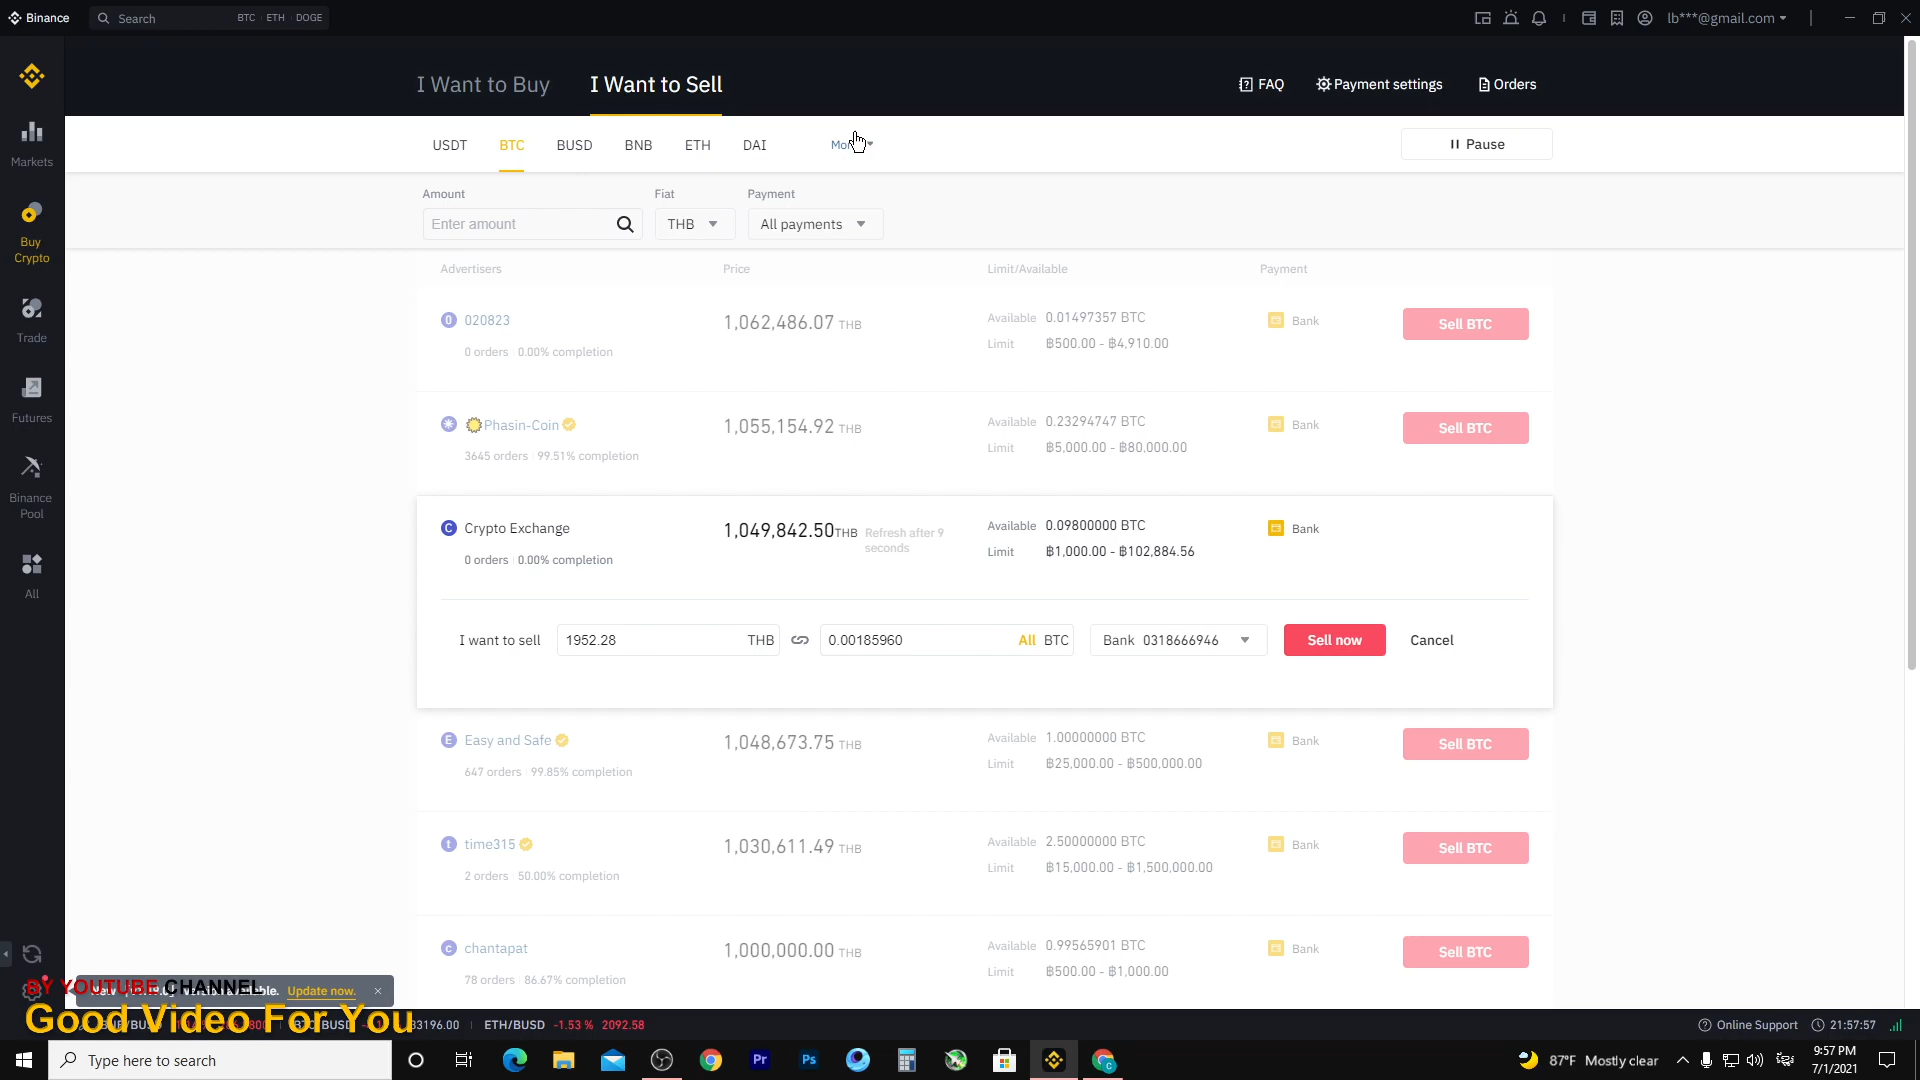 Binance
Search BTC ETH DOGE
lb***@gmail.com
I Want to Buy I Want to Sell
FAQ Payment settings Orders
Markets
USDT BTC BUSD BNB ETH DAI
Pause
Buy
Crypto
Amount Fiat Payment
Enter amount THB All payments
Trade
Futures
Binance
Pool
All
Advertisers Price Limit/Available Payment
020823 1,062,486.07 THB Available 0.01497357 BTC Bank Sell BTC
0 orders 0.00% completion Limit ฿500.00 - ฿4,910.00
Phasin-Coin 1,055,154.92 THB Available 0.23294747 BTC Bank Sell BTC
3645 orders 99.51% completion Limit ฿5,000.00 - ฿80,000.00
Crypto Exchange 1,049,842.50 THB Refresh after 9 seconds Available 0.09800000 BTC Bank
0 orders 0.00% completion Limit ฿1,000.00 - ฿102,884.56
I want to sell 1952.28 THB 0.00185960 All BTC Bank 0318666946 Sell now Cancel
Easy and Safe 1,048,673.75 THB Available 1.00000000 BTC Bank Sell BTC
647 orders 99.85% completion Limit ฿25,000.00 - ฿500,000.00
time315 1,030,611.49 THB Available 2.50000000 BTC Bank Sell BTC
2 orders 50.00% completion Limit ฿15,000.00 - ฿1,500,000.00
chantapat 1,000,000.00 THB Available 0.99565901 BTC Bank Sell BTC
78 orders 86.67% completion Limit ฿500.00 - ฿1,000.00
BY YOUTUBE CHANNEL
Update now.
Good Video For You
ETH/BUSD -1.53 % 2092.58
Online Support 21:57:57
Type here to search
Pr Ps
87°F Mostly clear
9:57 PM
7/1/2021